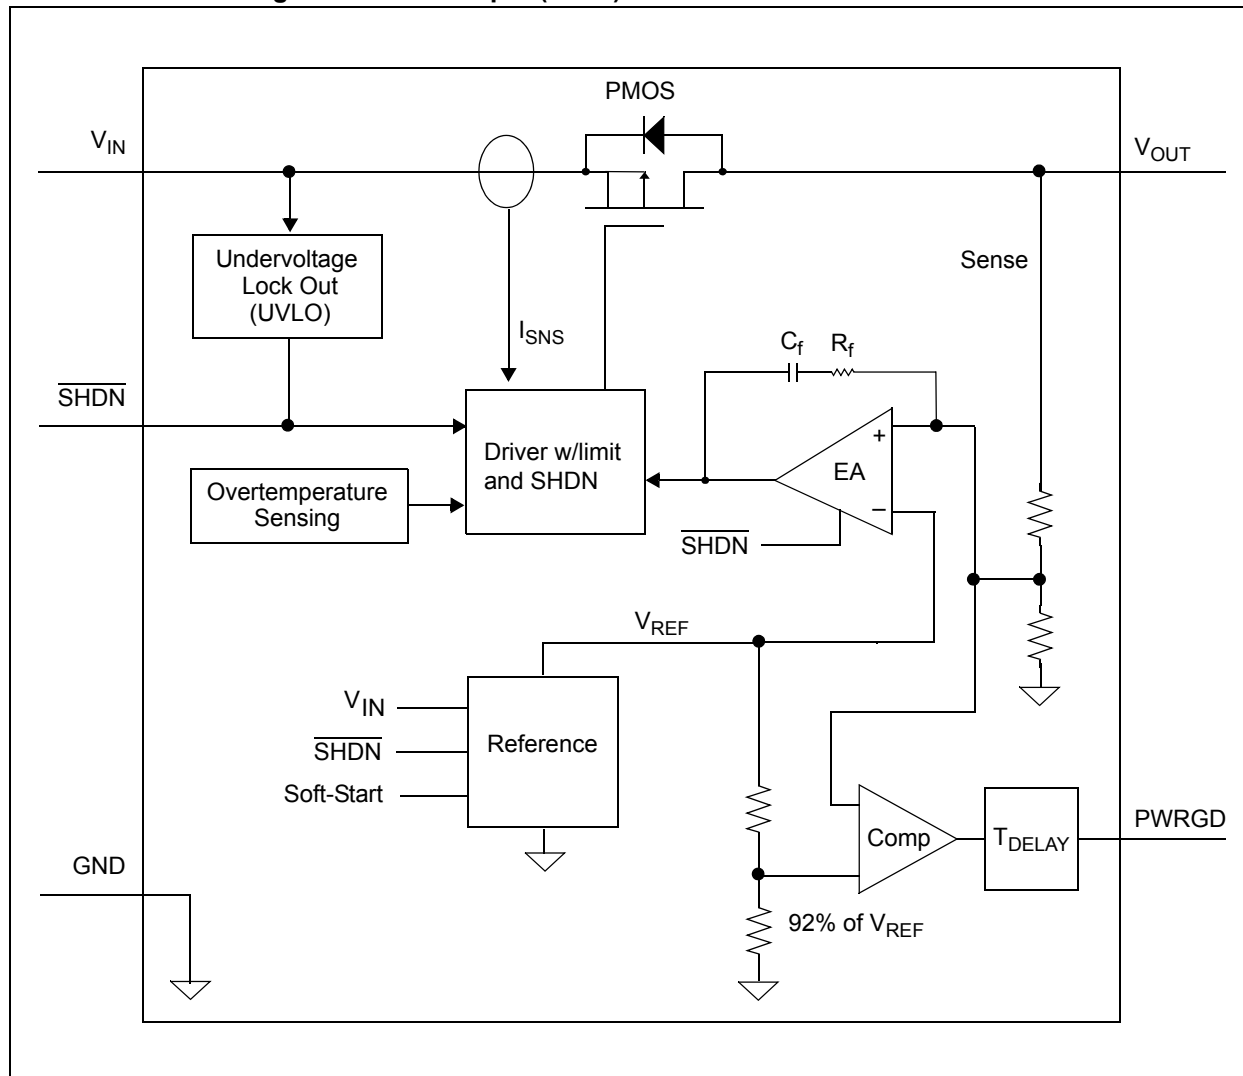 PMOS
V_IN
V_OUT
Undervoltage
Lock Out
(UVLO)
Sense
I_SNS
C_f
R_f
SHDN
Driver w/limit
and SHDN
+
EA
−
Overtemperature
Sensing
SHDN
V_REF
V_IN
SHDN
Soft-Start
Reference
Comp
T_DELAY
PWRGD
GND
92% of V_REF